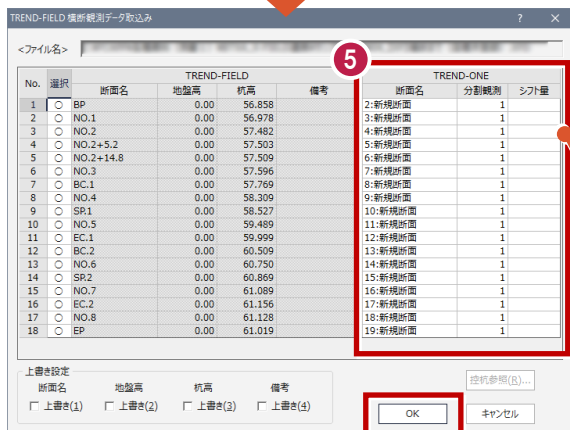 TREND-FIELD 横断観測データ取込み ? ×
<ファイル名>
5
No. 選択 TREND-FIELD TREND-ONE
断面名 地盤高 杭高 備考 断面名 分割観測 シフト量
1 ○ BP 0.00 56.858 2:新規断面 1
2 ○ NO.1 0.00 56.978 3:新規断面 1
3 ○ NO.2 0.00 57.482 4:新規断面 1
4 ○ NO.2+5.2 0.00 57.503 5:新規断面 1
5 ○ NO.2+14.8 0.00 57.509 6:新規断面 1
6 ○ NO.3 0.00 57.596 7:新規断面 1
7 ○ BC.1 0.00 57.769 8:新規断面 1
8 ○ NO.4 0.00 58.309 9:新規断面 1
9 ○ SP.1 0.00 58.527 10:新規断面 1
10 ○ NO.5 0.00 59.489 11:新規断面 1
11 ○ EC.1 0.00 59.999 12:新規断面 1
12 ○ BC.2 0.00 60.509 13:新規断面 1
13 ○ NO.6 0.00 60.750 14:新規断面 1
14 ○ SP.2 0.00 60.869 15:新規断面 1
15 ○ NO.7 0.00 61.089 16:新規断面 1
16 ○ EC.2 0.00 61.156 17:新規断面 1
17 ○ NO.8 0.00 61.128 18:新規断面 1
18 ○ EP 0.00 61.019 19:新規断面 1
上書き設定
断面名 地盤高 杭高 備考
上書き(1) 上書き(2) 上書き(3) 上書き(4)
控杭参照(R)...
OK キャンセル